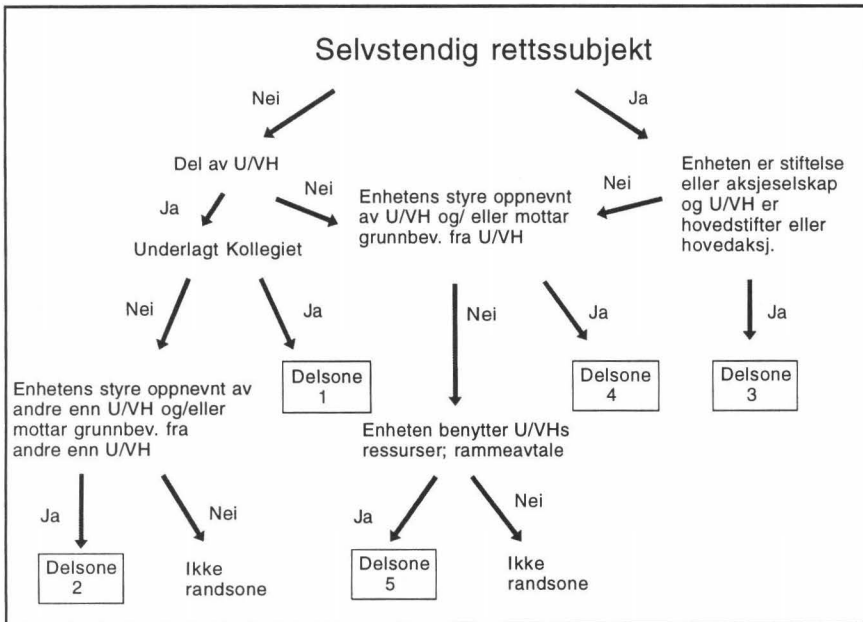 Selvstendig rettssubjekt
Nei
Ja
Del av U/VH
Nei
Enhetens styre oppnevnt
av U/VH og/ eller mottar
grunnbev. fra U/VH
Nei
Enheten er stiftelse
eller aksjeselskap
og U/VH er
hovedstifter eller
hovedaksj.
Ja
Underlagt Kollegiet
Nei
Ja
Nei
Ja
Ja
Enhetens styre oppnevnt av
andre enn U/VH og/eller
mottar grunnbev. fra
andre enn U/VH
Delsone
1
Delsone
4
Delsone
3
Enheten benytter U/VHs
ressurser; rammeavtale
Ja
Nei
Ja
Nei
Delsone
2
Ikke
randsone
Delsone
5
Ikke
randsone